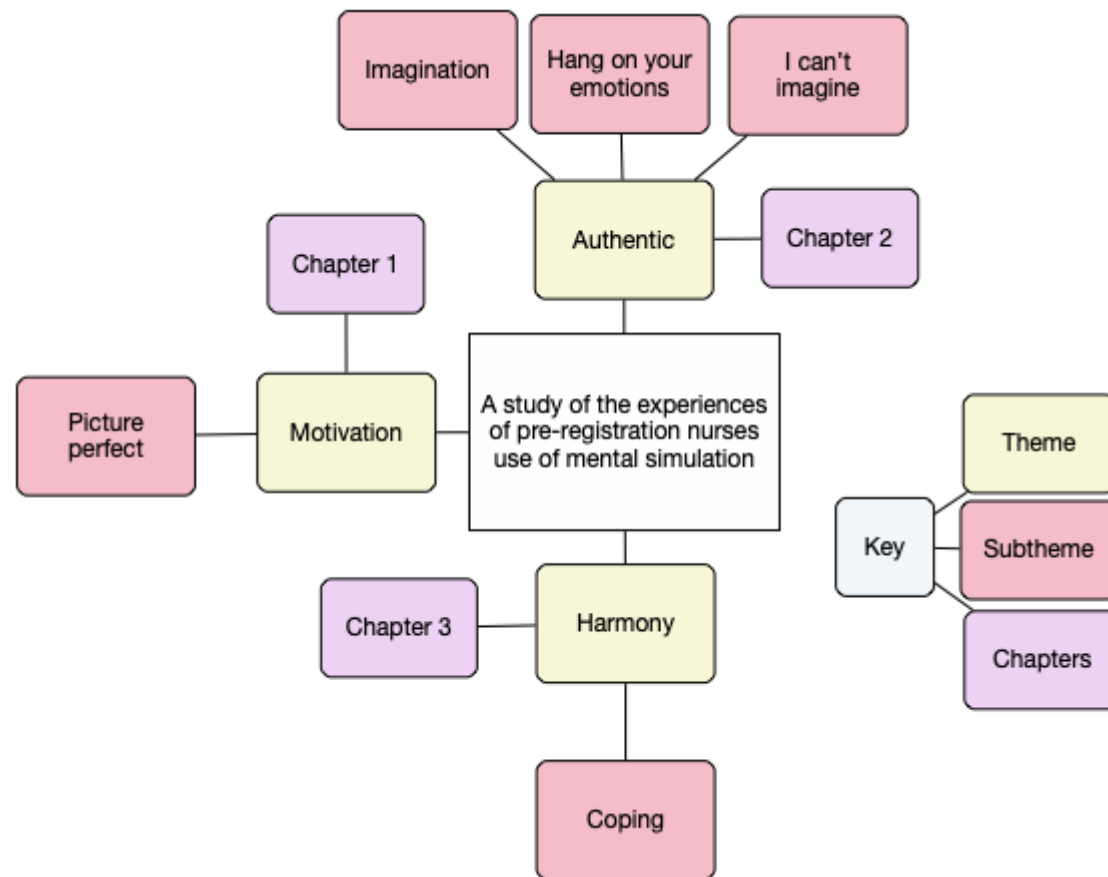 Imagination
Hang on your
emotions
I can't
imagine
Authentic
Chapter 2
Chapter 1
Picture
perfect
Motivation
A study of the experiences
of pre-registration nurses
use of mental simulation
Theme
Key
Subtheme
Chapters
Chapter 3
Harmony
Coping